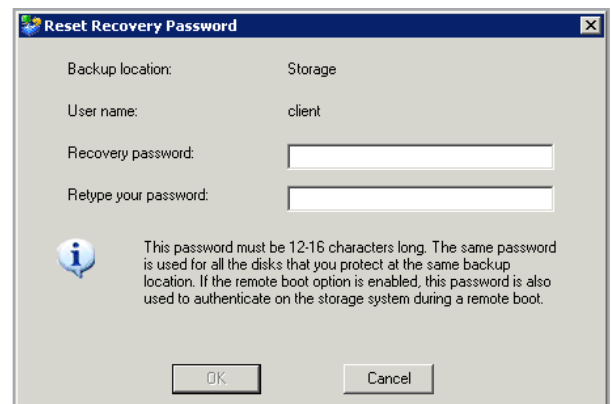 Reset Recovery Password
Backup location: Storage
User name: client
Recovery password:
Retype your password:
This password must be 12-16 characters long. The same password
is used for all the disks that you protect at the same backup
location. If the remote boot option is enabled, this password is also
used to authenticate on the storage system during a remote boot.
OK Cancel